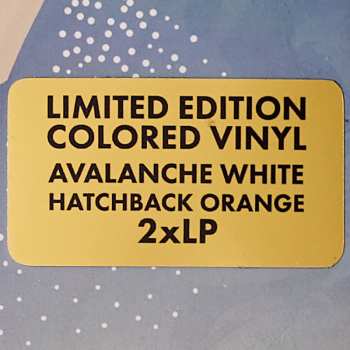 LIMITED EDITION
COLORED VINYL
AVALANCHE WHITE
HATCHBACK ORANGE
2xLP